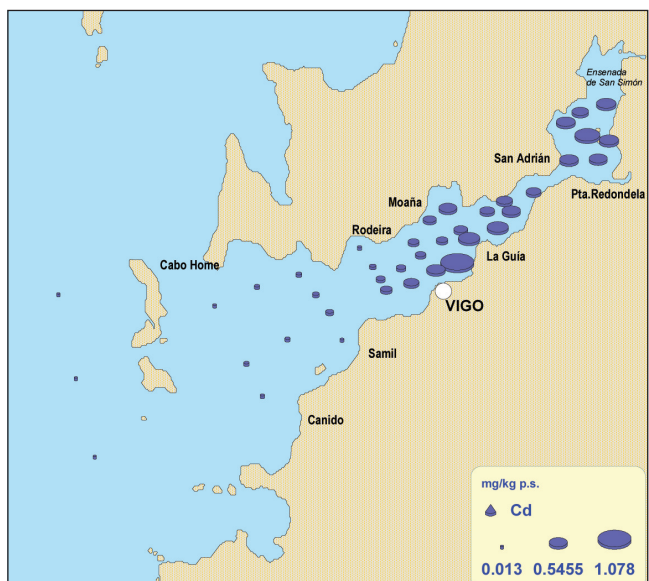 Ensenada
de San Simón
San Adrián
Pta.Redondela
Moaña
Rodeira
La Guía
Cabo Home
VIGO
Samil
Canido
mg/kg p.s.
Cd
0.013 0.5455 1.078